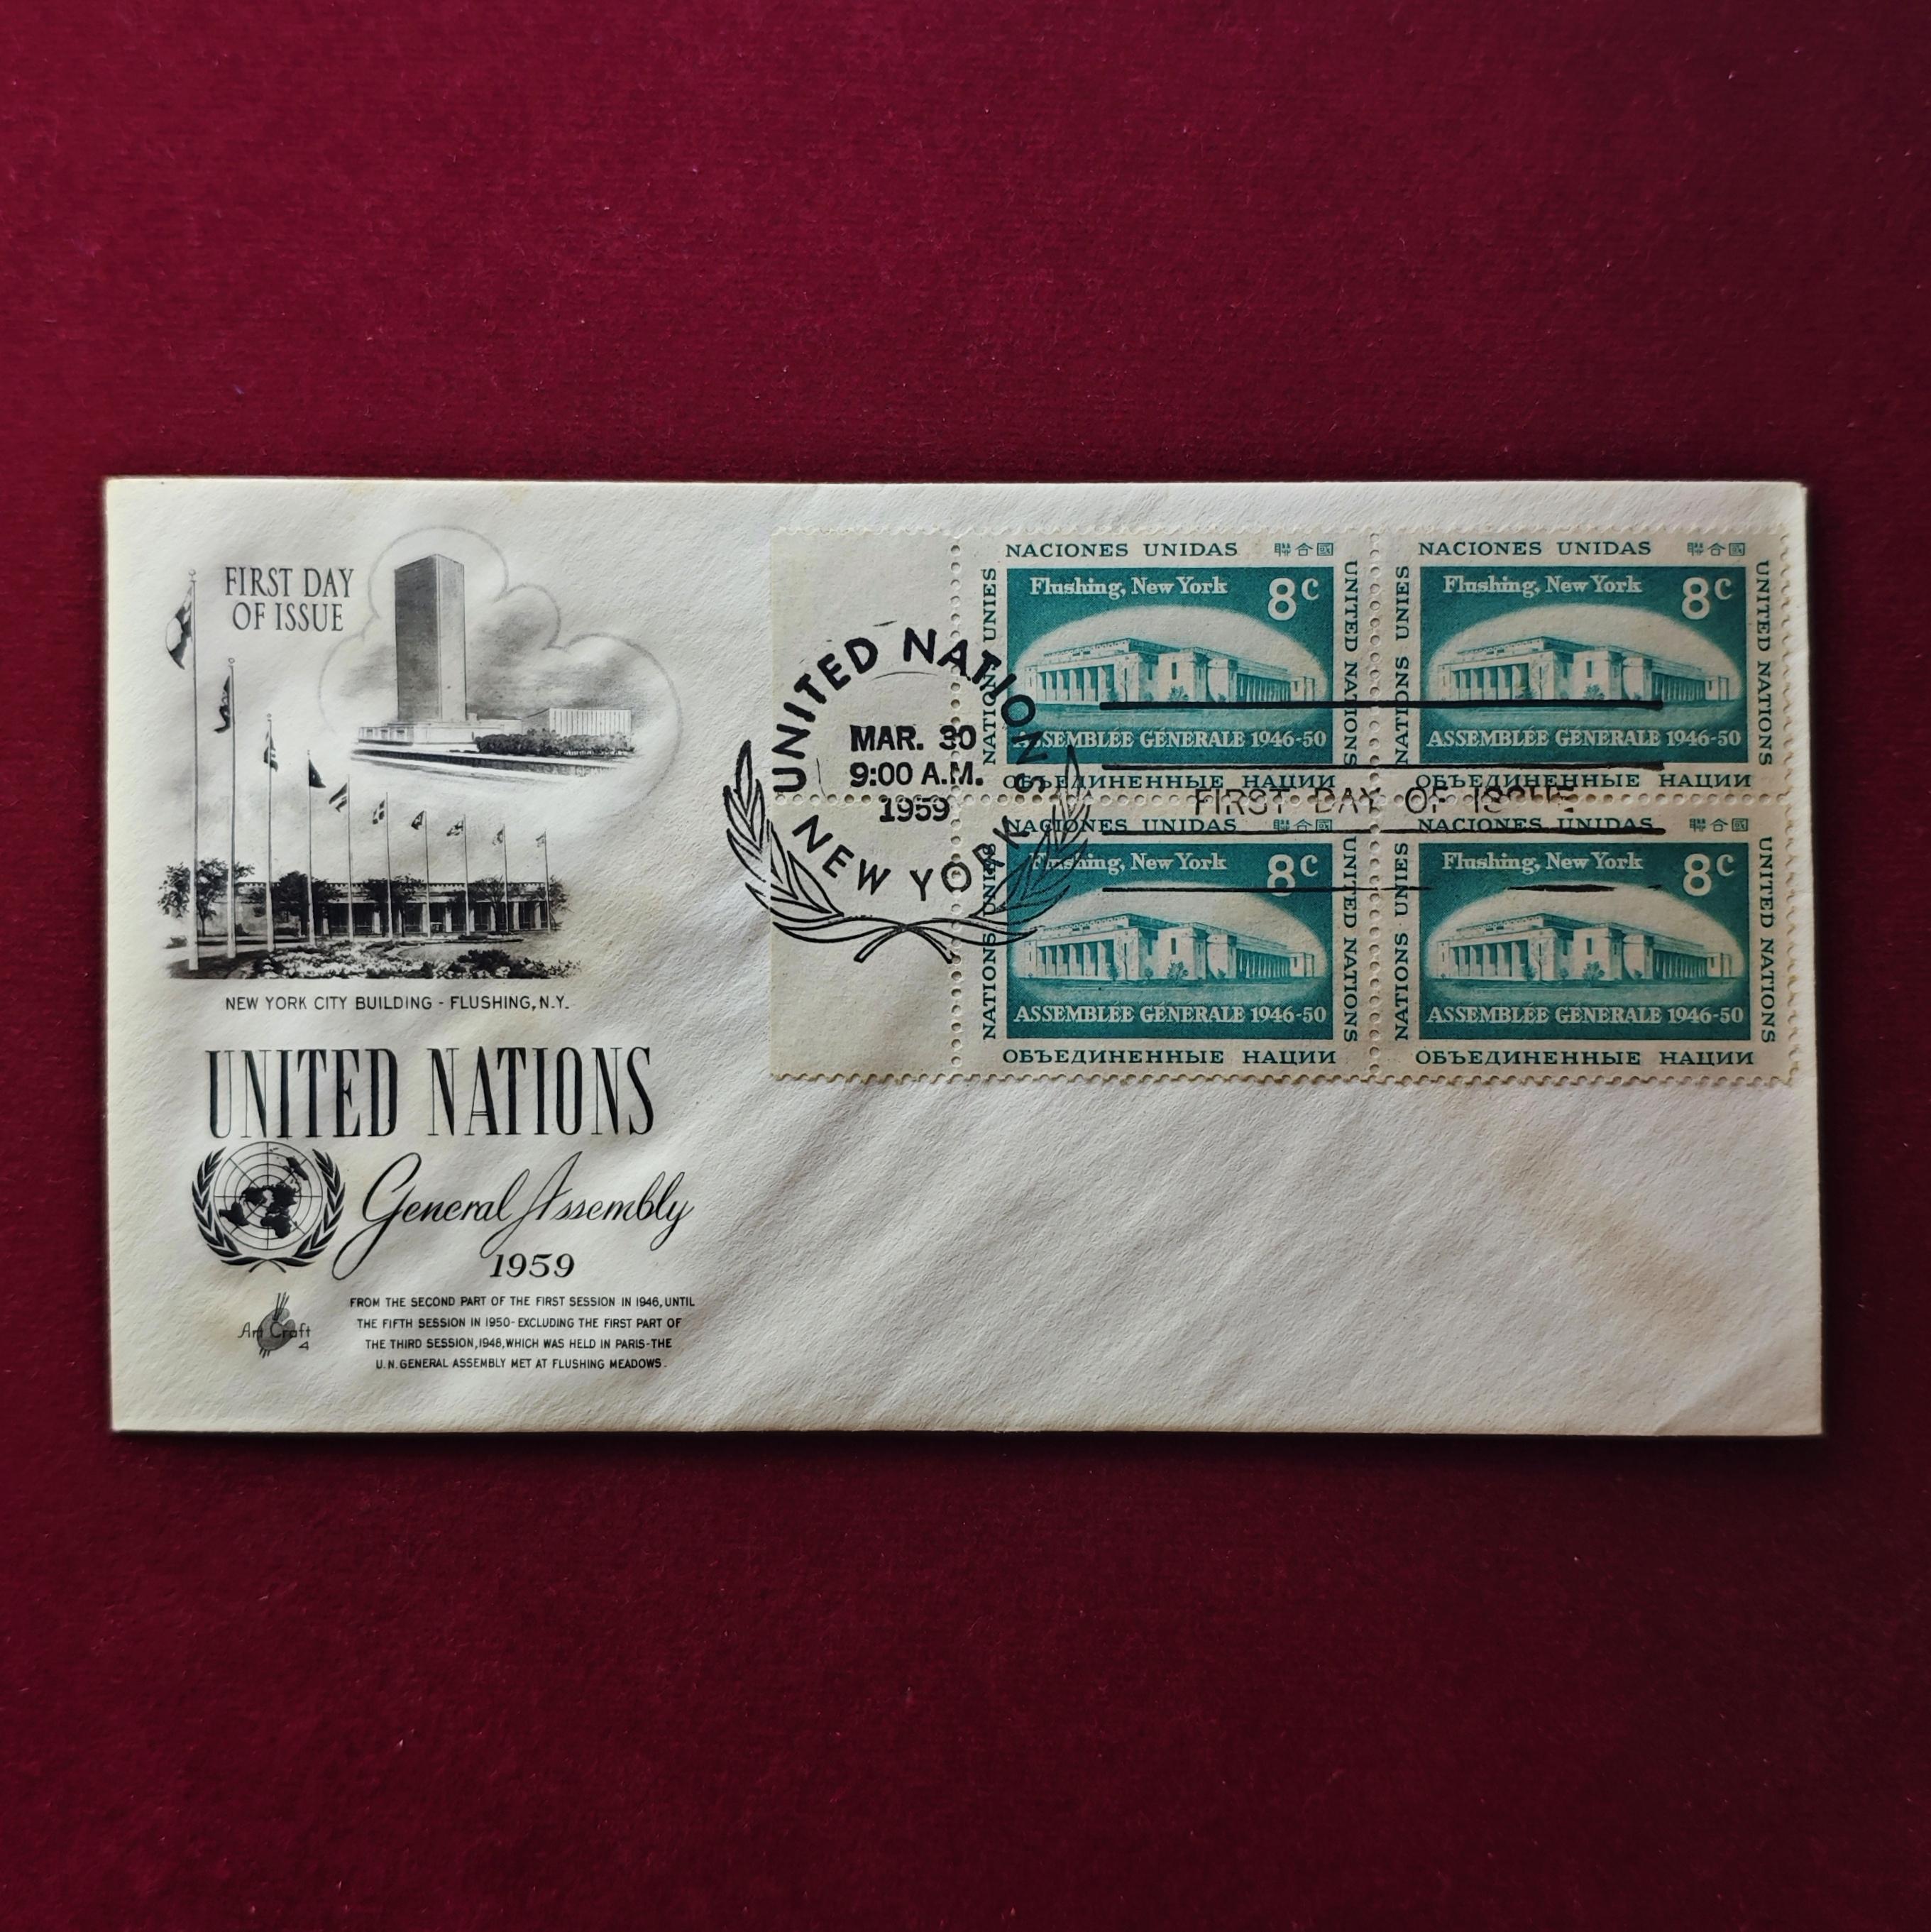 FIRST DAY
OF ISSUE
NEW YORK CITY BUILDING - FLUSHING, N.Y.
UNITED NATIONS
General Assembly
1959
Art Craft
4
FROM THE SECOND PART OF THE FIRST SESSION IN 1946, UNTIL
THE FIFTH SESSION IN 1950-EXCLUDING THE FIRST PART OF
THE THIRD SESSION, 1948, WHICH WAS HELD IN PARIS-THE
U.N. GENERAL ASSEMBLY MET AT FLUSHING MEADOWS.
UNITED NATIONS
MAR. 30
9:00 A.M.
1959
NEW YORK
FIRST DAY OF ISSUE
NACIONES UNIDAS 聯合國
NATIONS UNIES
Flushing, New York 8c
ASSEMBLÉE GÉNÉRALE 1946-50
UNITED NATIONS
ОБЪЕДИНЕННЫЕ НАЦИИ
NACIONES UNIDAS 聯合國
NATIONS UNIES
Flushing, New York 8c
ASSEMBLÉE GÉNÉRALE 1946-50
UNITED NATIONS
ОБЪЕДИНЕННЫЕ НАЦИИ
NACIONES UNIDAS 聯合國
NATIONS UNIES
Flushing, New York 8c
ASSEMBLÉE GÉNÉRALE 1946-50
UNITED NATIONS
ОБЪЕДИНЕННЫЕ НАЦИИ
NACIONES UNIDAS 聯合國
NATIONS UNIES
Flushing, New York 8c
ASSEMBLÉE GÉNÉRALE 1946-50
UNITED NATIONS
ОБЪЕДИНЕННЫЕ НАЦИИ